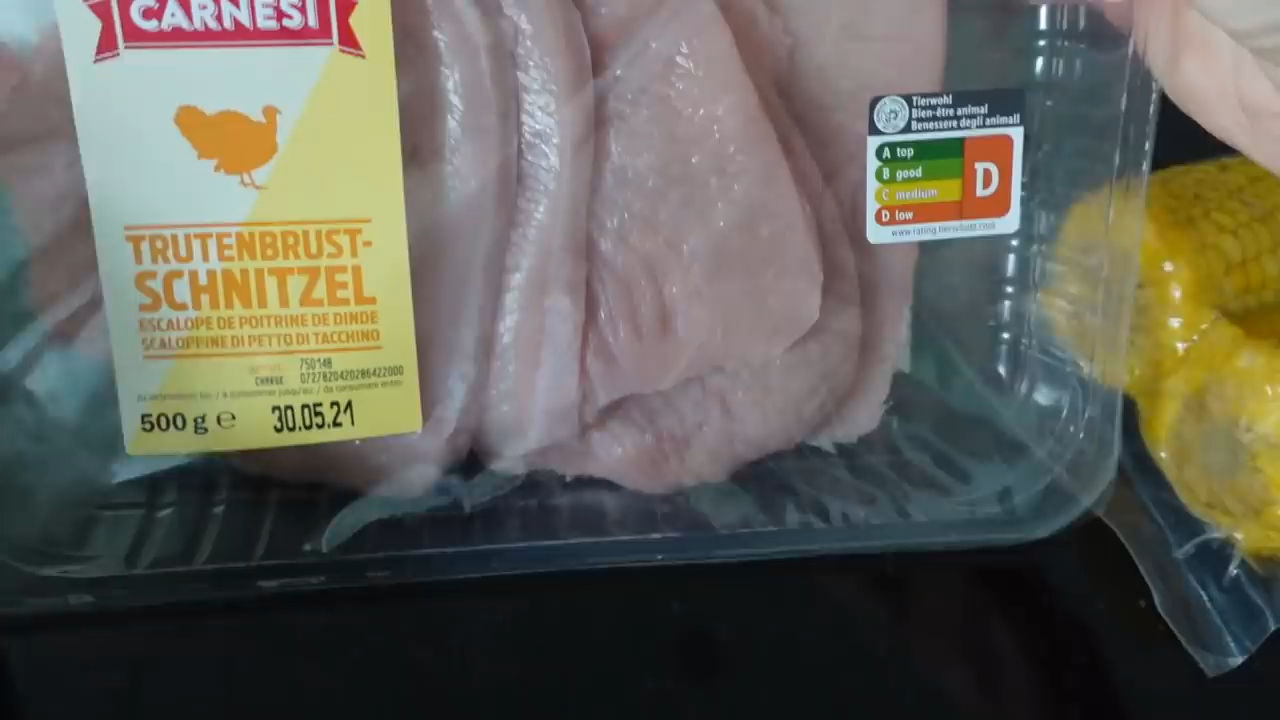 CARNESI
TRUTENBRUST-
SCHNITZEL
ESCALOPE DE POITRINE DE DINDE
SCALOPPINE DI PETTO DI TACCHINO
750148
CHARGE 0727820420286422000
500 g e 30.05.21
Tierwohl
Bien-être animal
Benessere degli animali
A top
B good
C medium
D low
D